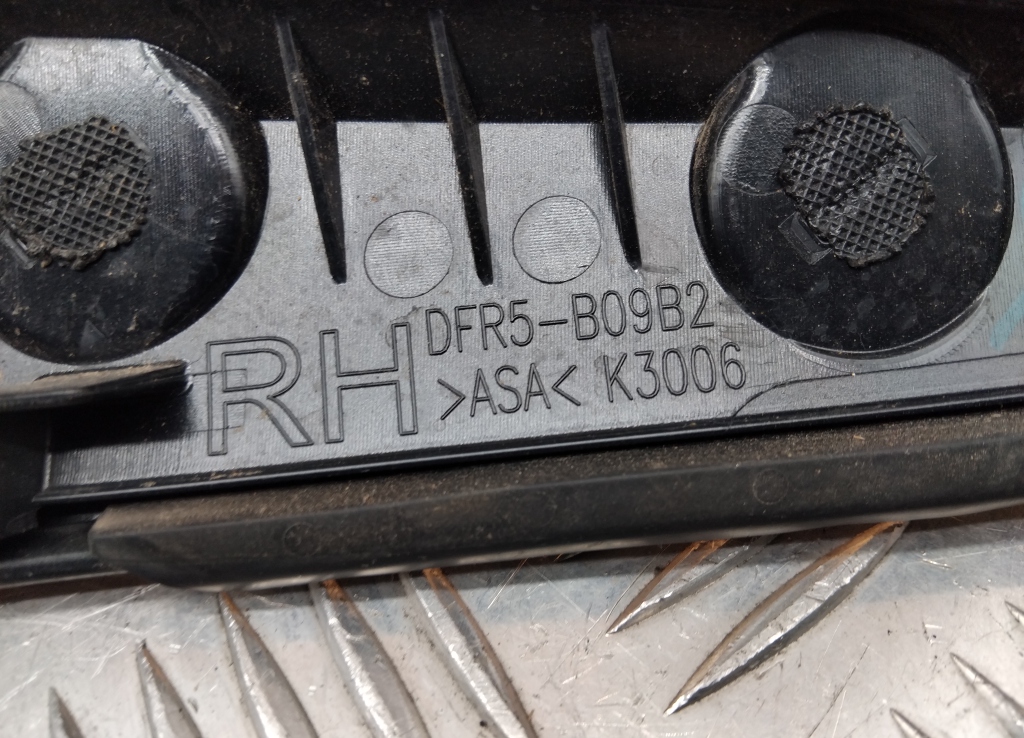 RH
DFR5-B09B2
>ASA< K3006